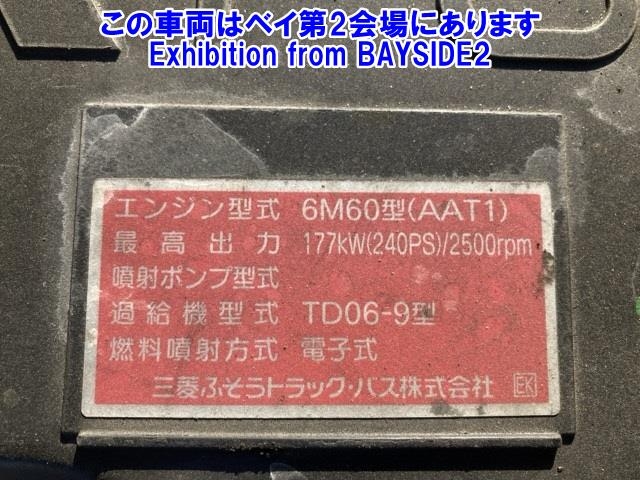 この車両はベイ第2会場にあります
Exhibition from BAYSIDE2
エンジン型式 6M60型(AAT1)
最高出力 177kW(240PS)/2500rpm
噴射ポンプ型式
過給機型式 TD06-9型
燃料噴射方式 電子式
三菱ふそうトラック・バス株式会社 EK